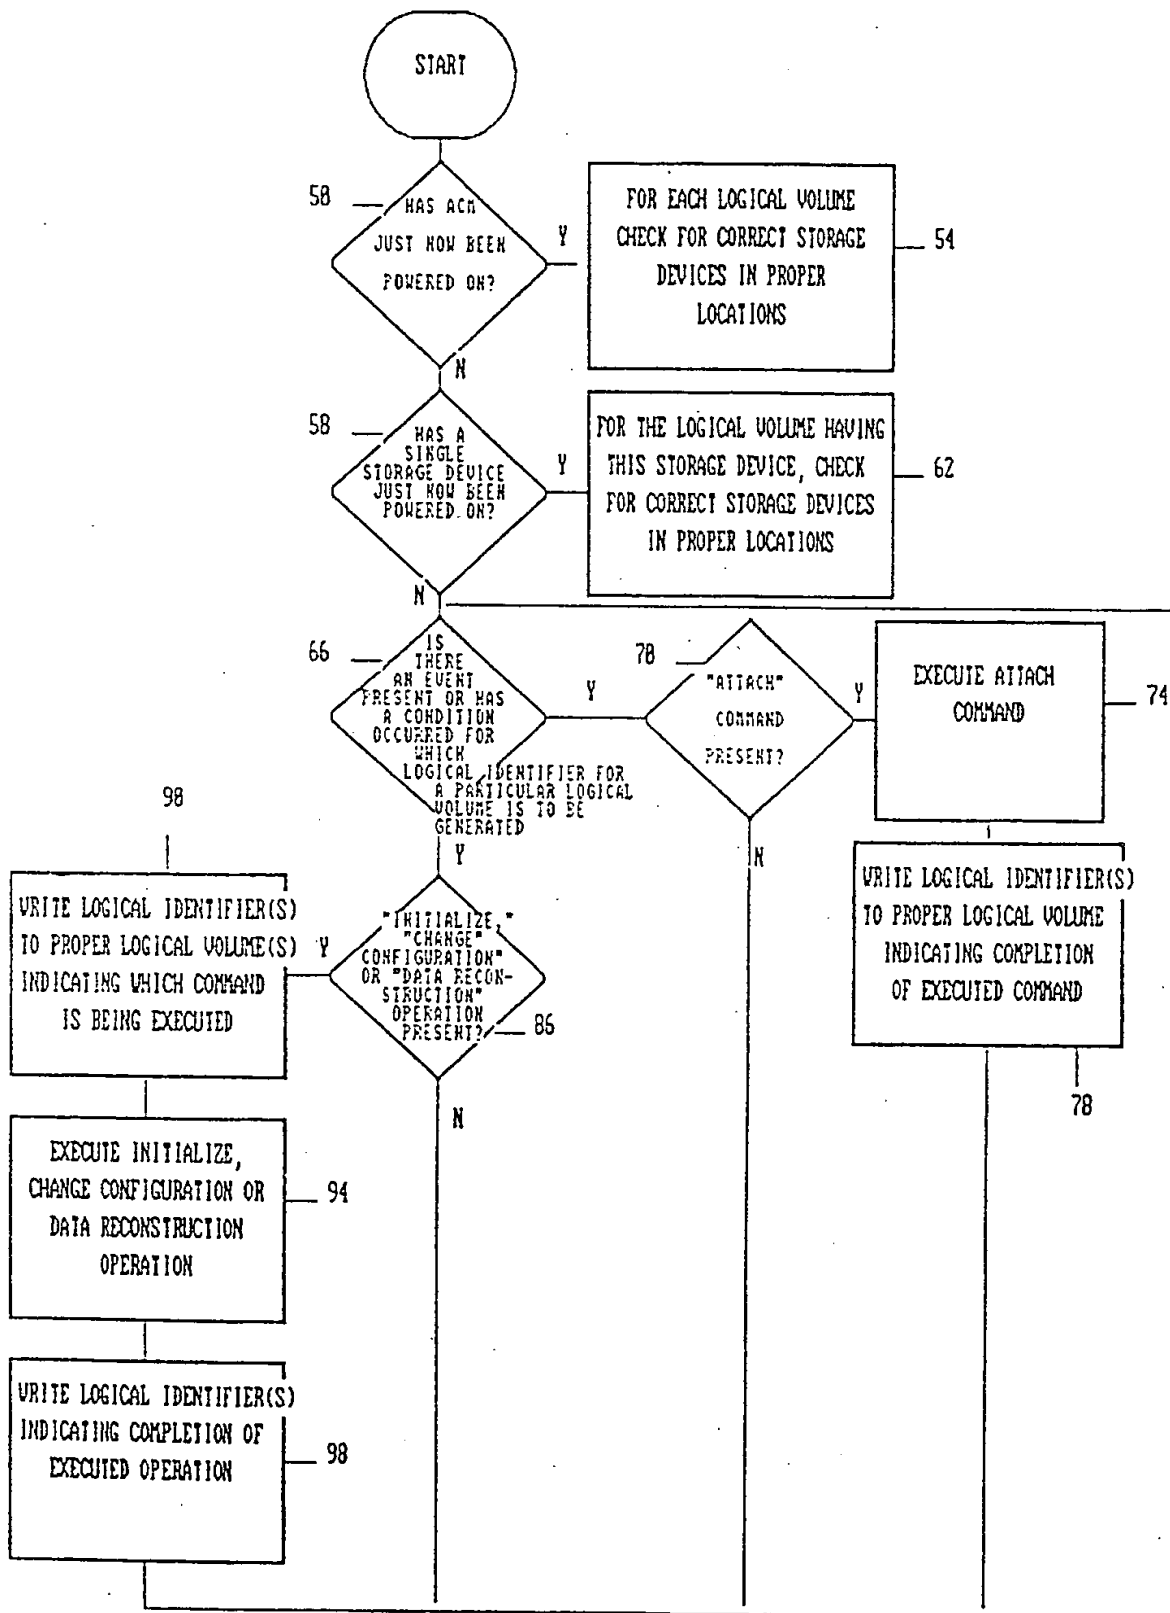 START
50
HAS ACM
JUST NOW BEEN
POWERED ON?
Y
N
FOR EACH LOGICAL VOLUME
CHECK FOR CORRECT STORAGE
DEVICES IN PROPER
LOCATIONS
54
58
HAS A
SINGLE
STORAGE DEVICE
JUST NOW BEEN
POWERED ON?
Y
N
FOR THE LOGICAL VOLUME HAVING
THIS STORAGE DEVICE, CHECK
FOR CORRECT STORAGE DEVICES
IN PROPER LOCATIONS
62
66
IS
THERE
AN EVENT
PRESENT OR HAS
A CONDITION
OCCURRED FOR
WHICH
LOGICAL IDENTIFIER FOR
A PARTICULAR LOGICAL
VOLUME IS TO BE
GENERATED
Y
Y
70
"ATTACH"
COMMAND
PRESENT?
Y
N
EXECUTE ATTACH
COMMAND
74
WRITE LOGICAL IDENTIFIER(S)
TO PROPER LOGICAL VOLUME
INDICATING COMPLETION
OF EXECUTED COMMAND
78
"INITIALIZE,"
"CHANGE
CONFIGURATION"
OR "DATA RECON-
STRUCTION"
OPERATION
PRESENT?
86
Y
N
90
WRITE LOGICAL IDENTIFIER(S)
TO PROPER LOGICAL VOLUME(S)
INDICATING WHICH COMMAND
IS BEING EXECUTED
EXECUTE INITIALIZE,
CHANGE CONFIGURATION OR
DATA RECONSTRUCTION
OPERATION
94
WRITE LOGICAL IDENTIFIER(S)
INDICATING COMPLETION OF
EXECUTED OPERATION
98